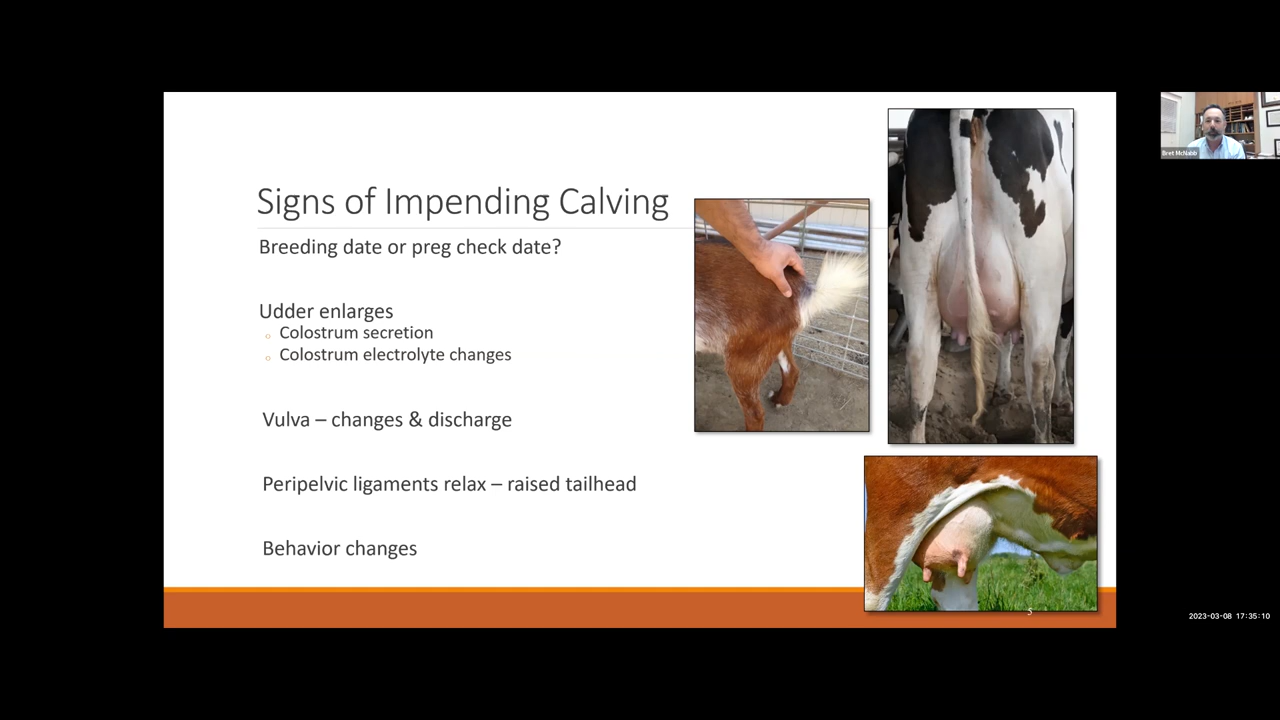 Signs of Impending Calving
Breeding date or preg check date?
Udder enlarges
Colostrum secretion
Colostrum electrolyte changes
Vulva – changes & discharge
Peripelvic ligaments relax – raised tailhead
Behavior changes
5
Bret McNabb
2023-03-08 17:35:10